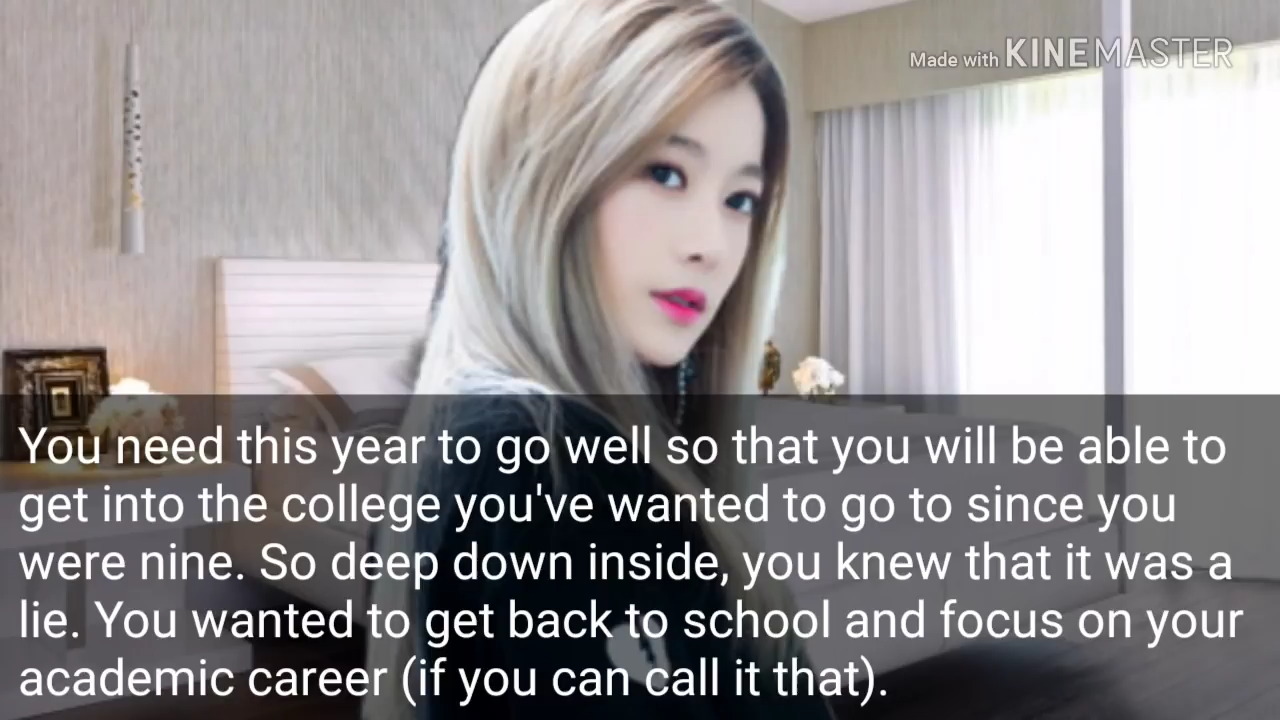 Made with KINEMASTER
You need this year to go well so that you will be able to
get into the college you've wanted to go to since you
were nine. So deep down inside, you knew that it was a
lie. You wanted to get back to school and focus on your
academic career (if you can call it that).